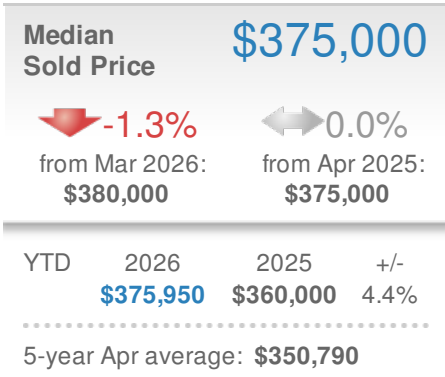 Median $375,000
Sold Price
-1.3% 0.0%
from Mar 2026: from Apr 2025:
$380,000 $375,000
YTD 2026 2025 +/-
$375,950 $360,000 4.4%
5-year Apr average: $350,790